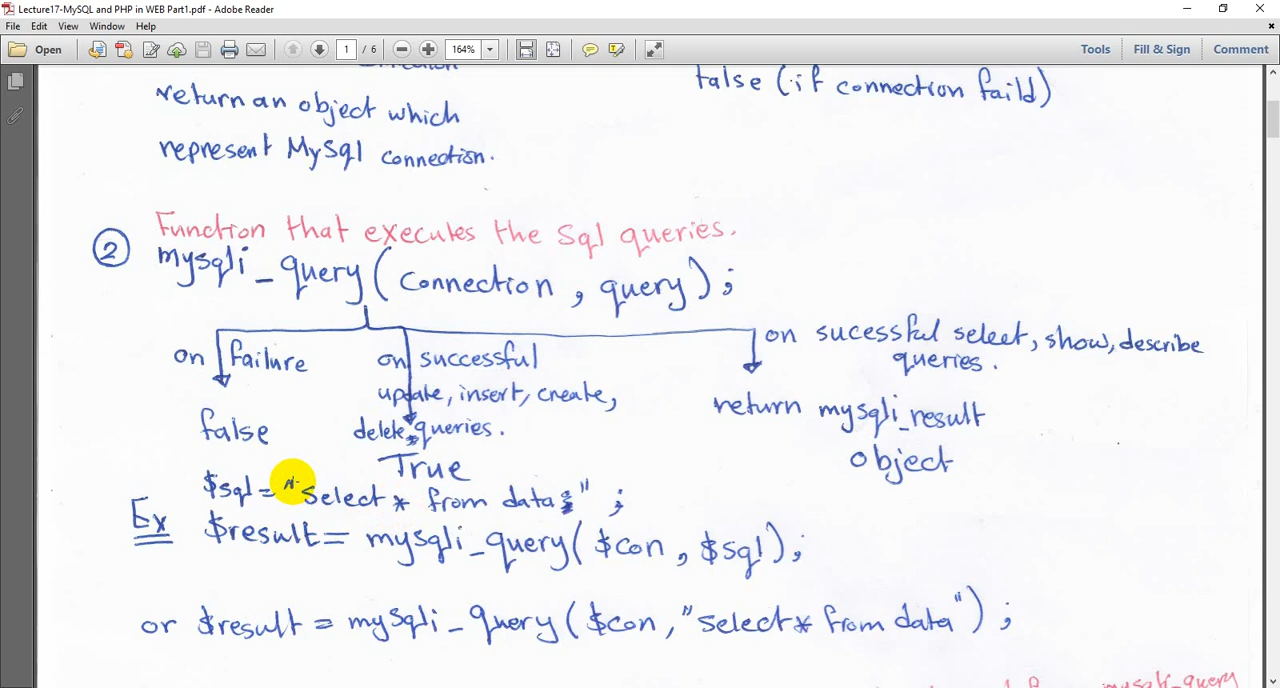 Lecture17-MySQL and PHP in WEB Part1.pdf - Adobe Reader
File Edit View Window Help
Open 1 / 6 164% Tools Fill & Sign Comment
return an object which
represent MySql connection.
false (if connection faild)
Function that executes the Sql queries.
2 mysqli_query(connection, query);
on failure
false
on successful
update, insert, create,
delete queries.
True
on sucessful select, show, describe
queries.
return mysqli_result
object
$sql= "select * from data" ;
Ex $result= mysqli_query($con, $sql);
or $result = mysqli_query($con, "select * from data");
mysqli_query